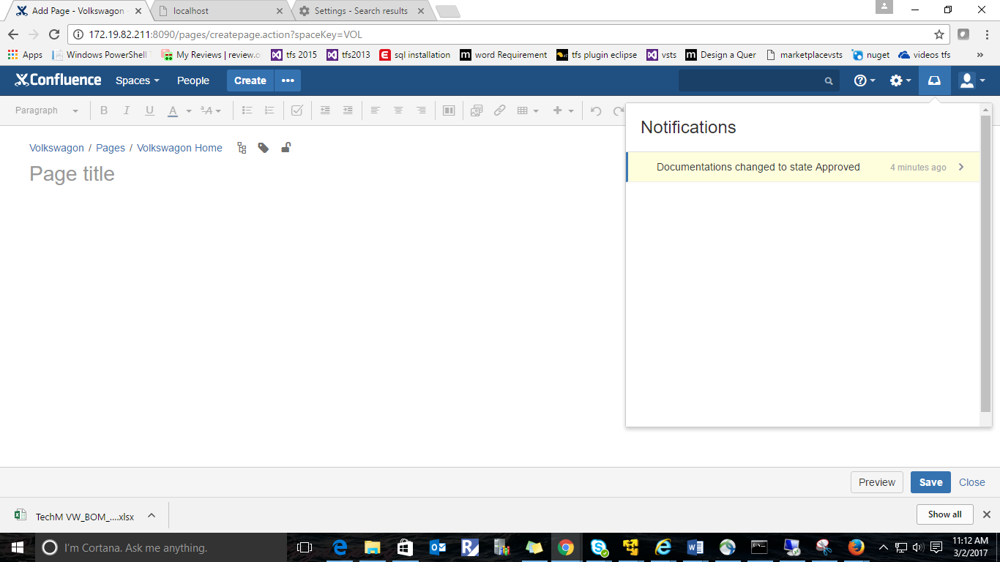 Add Page - Volkswagon
localhost
Settings - Search results
172.19.82.211:8090/pages/createpage.action?spaceKey=VOL
Apps
Windows PowerShell
My Reviews | review.
tfs 2015
tfs2013
sql installation
word Requirement
tfs plugin eclipse
vsts
Design a Quer
marketplacevsts
nuget
videos tfs
»
Confluence
Spaces
People
Create
Paragraph
B I U A
Notifications
Volkswagon / Pages / Volkswagon Home
Page title
Documentations changed to state Approved
4 minutes ago
Preview
Save
Close
TechM VW_BOM_....xlsx
Show all
I'm Cortana. Ask me anything.
11:12 AM
3/2/2017